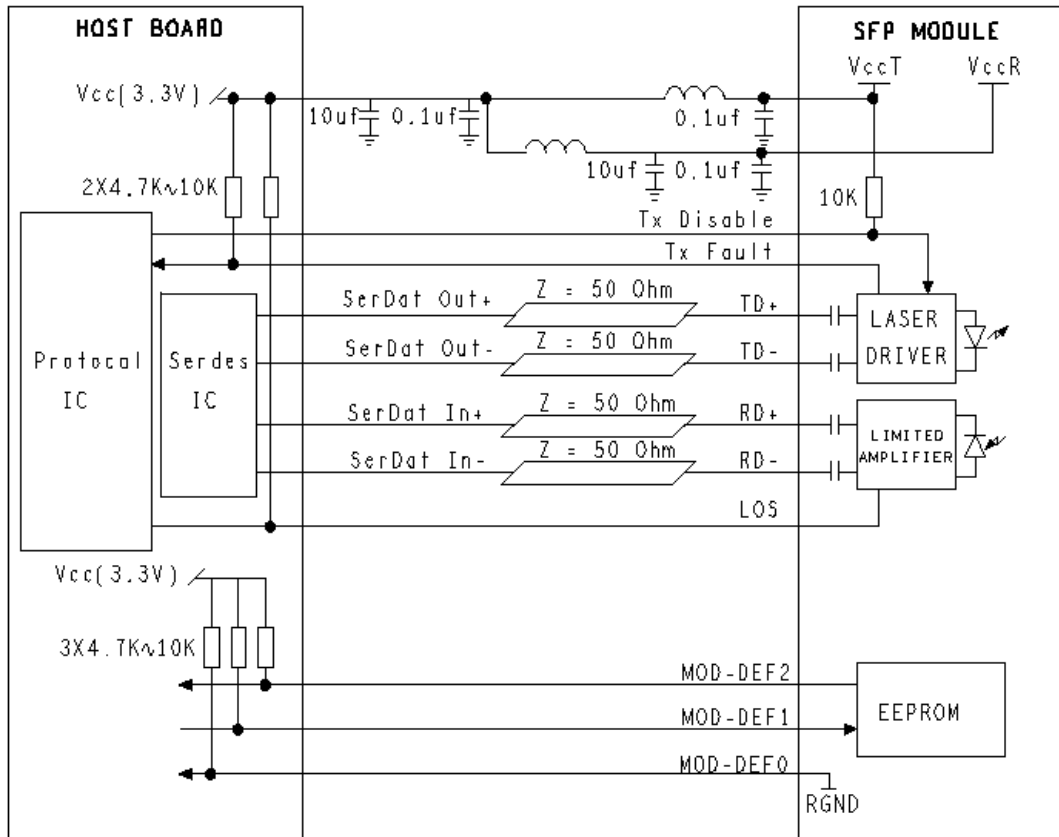 HOST BOARD
SFP MODULE
VccT
VccR
Vcc(3.3V)
10uf
0.1uf
0.1uf
10uf
0.1uf
2X4.7K~10K
10K
Tx Disable
Tx Fault
SerDat Out+
Z = 50 Ohm
TD+
SerDat Out-
Z = 50 Ohm
TD-
LASER
DRIVER
Protocal
IC
Serdes
IC
SerDat In+
Z = 50 Ohm
RD+
SerDat In-
Z = 50 Ohm
RD-
LIMITED
AMPLIFIER
LOS
Vcc(3.3V)
3X4.7K~10K
MOD-DEF2
MOD-DEF1
EEPROM
MOD-DEF0
RGND